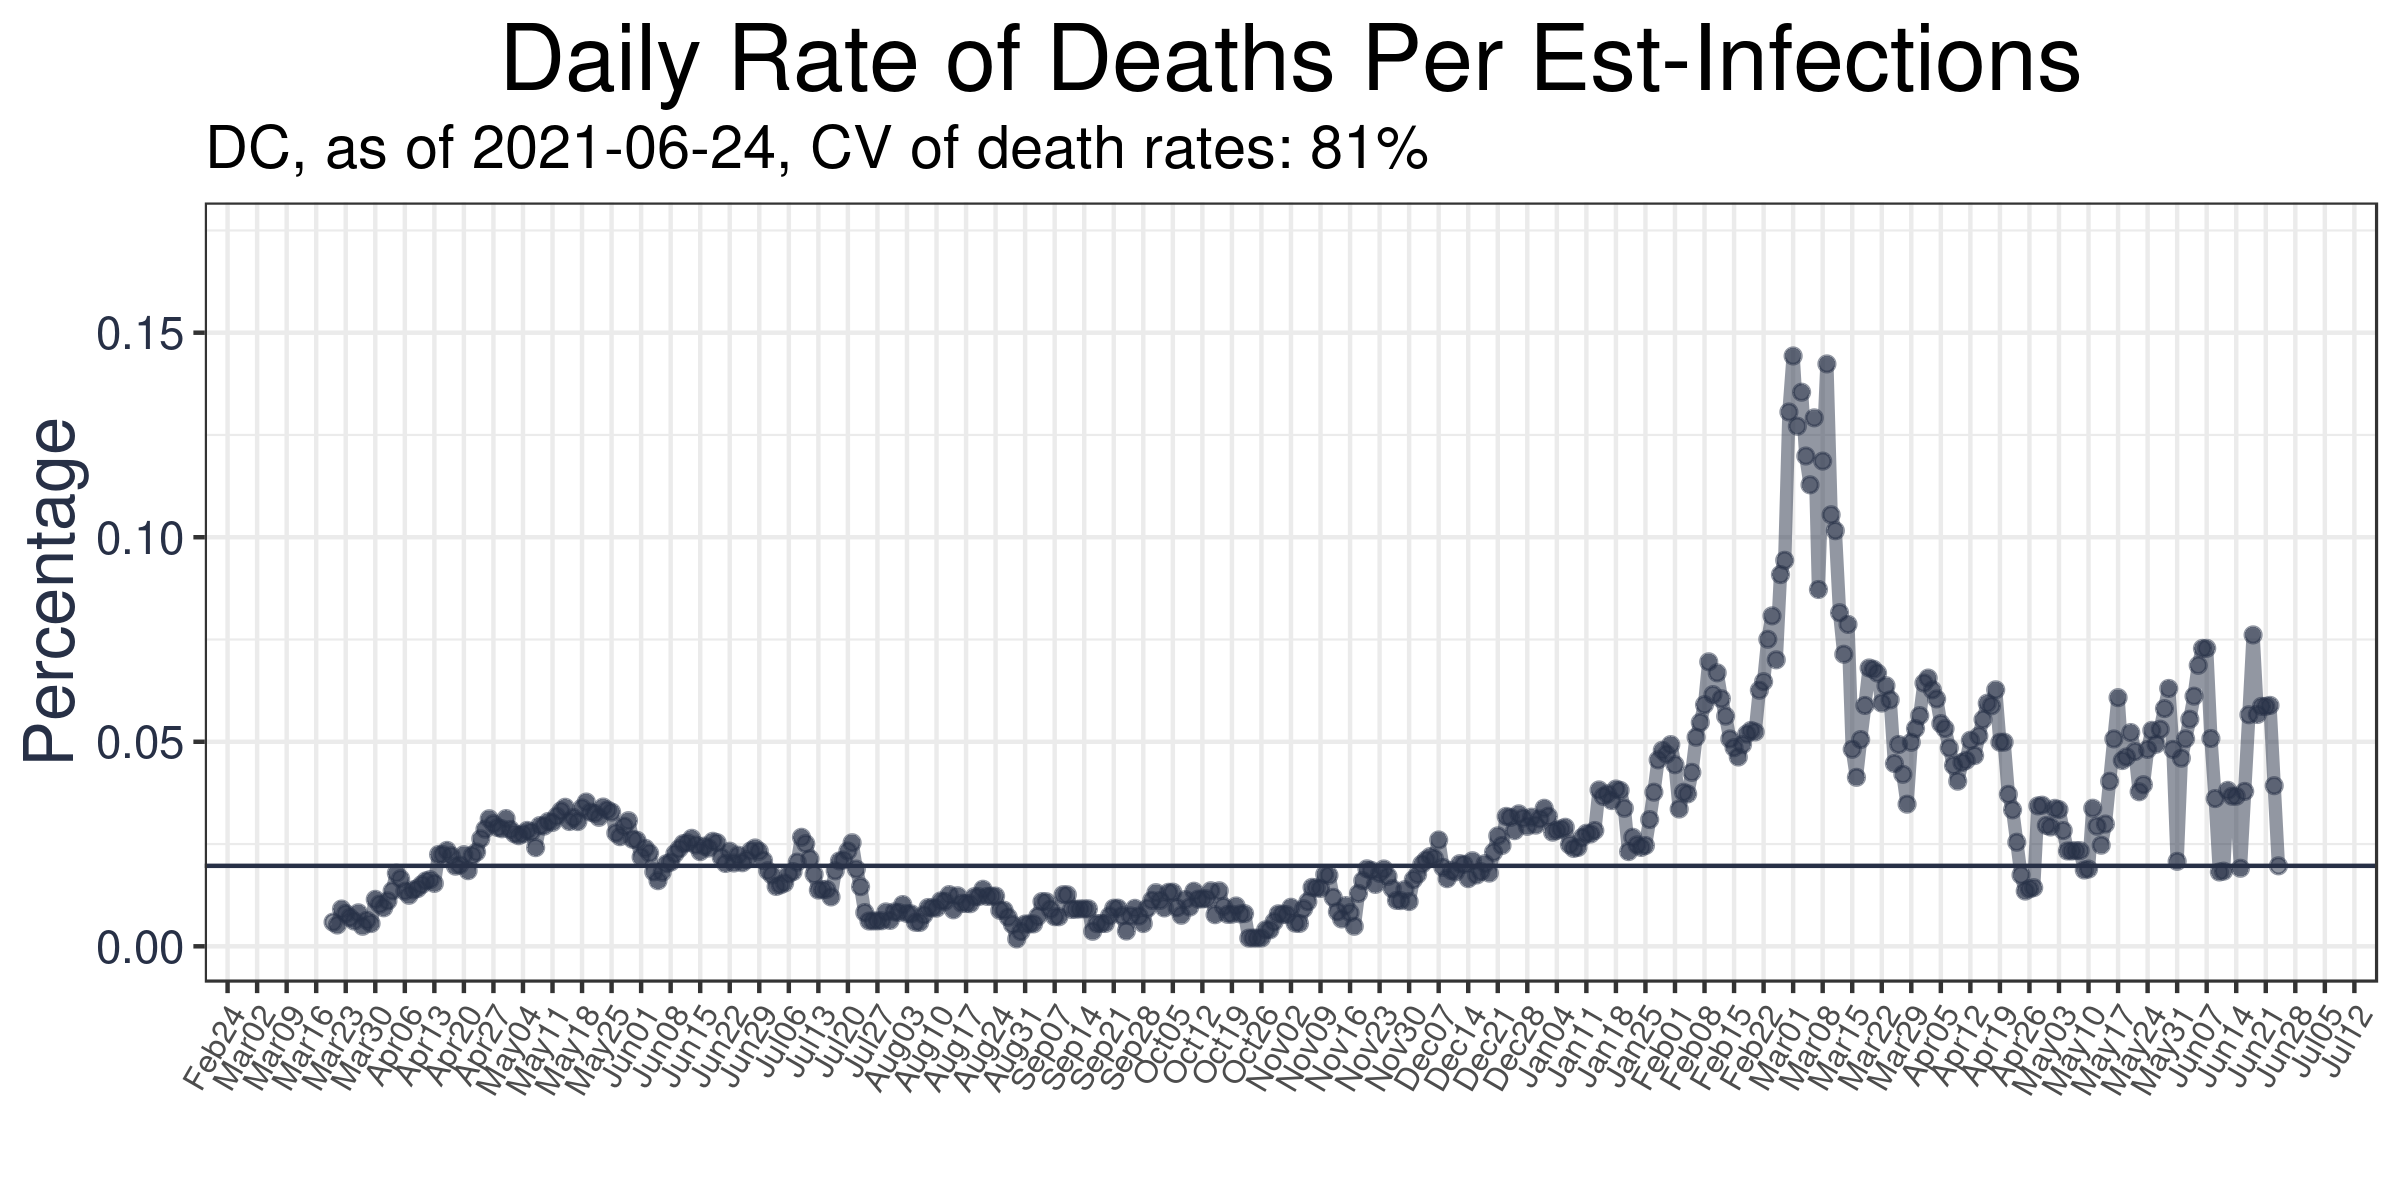 Daily Rate of Deaths Per Est-Infections
DC, as of 2021-06-24, CV of death rates: 81%
Percentage
0.15
0.10
0.05
0.00
Feb24
Mar02
Mar09
Mar16
Mar23
Mar30
Apr06
Apr13
Apr20
Apr27
May04
May11
May18
May25
Jun01
Jun08
Jun15
Jun22
Jun29
Jul06
Jul13
Jul20
Jul27
Aug03
Aug10
Aug17
Aug24
Aug31
Sep07
Sep14
Sep21
Sep28
Oct05
Oct12
Oct19
Oct26
Nov02
Nov09
Nov16
Nov23
Nov30
Dec07
Dec14
Dec21
Dec28
Jan04
Jan11
Jan18
Jan25
Feb01
Feb08
Feb15
Feb22
Mar01
Mar08
Mar15
Mar22
Mar29
Apr05
Apr12
Apr19
Apr26
May03
May10
May17
May24
May31
Jun07
Jun14
Jun21
Jun28
Jul05
Jul12